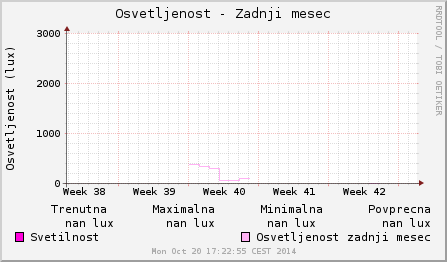 Osvetljenost - Zadnji mesec
RRDTOOL / TOBI OETIKER
Osvetljenost (lux)
3000
2000
1000
0
Week 38 Week 39 Week 40 Week 41 Week 42
Trenutna Maximalna Minimalna Povprecna
nan lux nan lux nan lux nan lux
Svetilnost Osvetljenost zadnji mesec
Mon Oct 20 17:22:55 CEST 2014